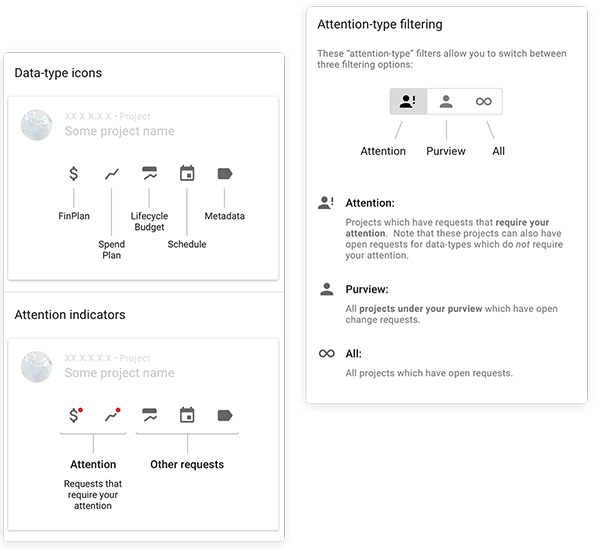 Data-type icons
XX.X.X.X.X • Project
Some project name
FinPlan
Spend
Plan
Lifecycle
Budget
Schedule
Metadata
Attention indicators
XX.X.X.X.X • Project
Some project name
Attention
Requests that
require your
attention
Other requests
Attention-type filtering
These “attention-type” filters allow you to switch between
three filtering options:
Attention
Purview
All
Attention:
Projects which have requests that require your
attention.  Note that these projects can also have
open requests for data-types which do not require
your attention.
Purview:
All projects under your purview which have open
change requests.
All:
All projects which have open requests.